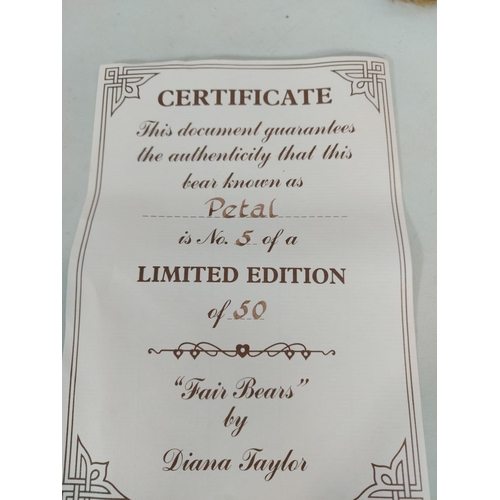 CERTIFICATE
This document guarantees
the authenticity that this
bear known as
Petal
is No. 5 of a
LIMITED EDITION
of 50
"Fair Bears"
by
Diana Taylor